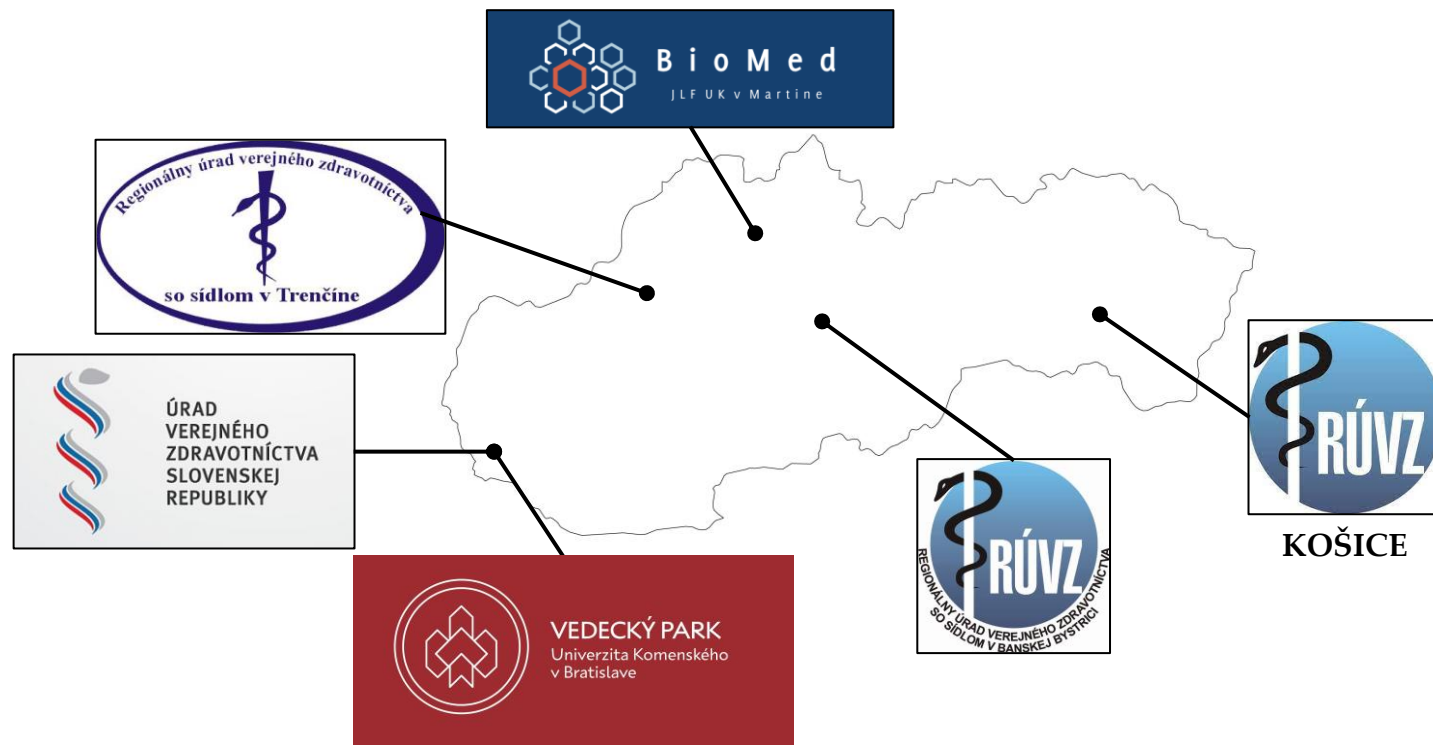 BioMed
JLF UK v Martine
Regionálny úrad verejného zdravotníctva
so sídlom v Trenčíne
ÚRAD
VEREJNÉHO
ZDRAVOTNÍCTVA
SLOVENSKEJ
REPUBLIKY
VEDECKÝ PARK
Univerzita Komenského
v Bratislave
RÚVZ
REGIONÁLNY ÚRAD VEREJNÉHO ZDRAVOTNÍCTVA
SO SÍDLOM V BANSKEJ BYSTRICI
RÚVZ
KOŠICE